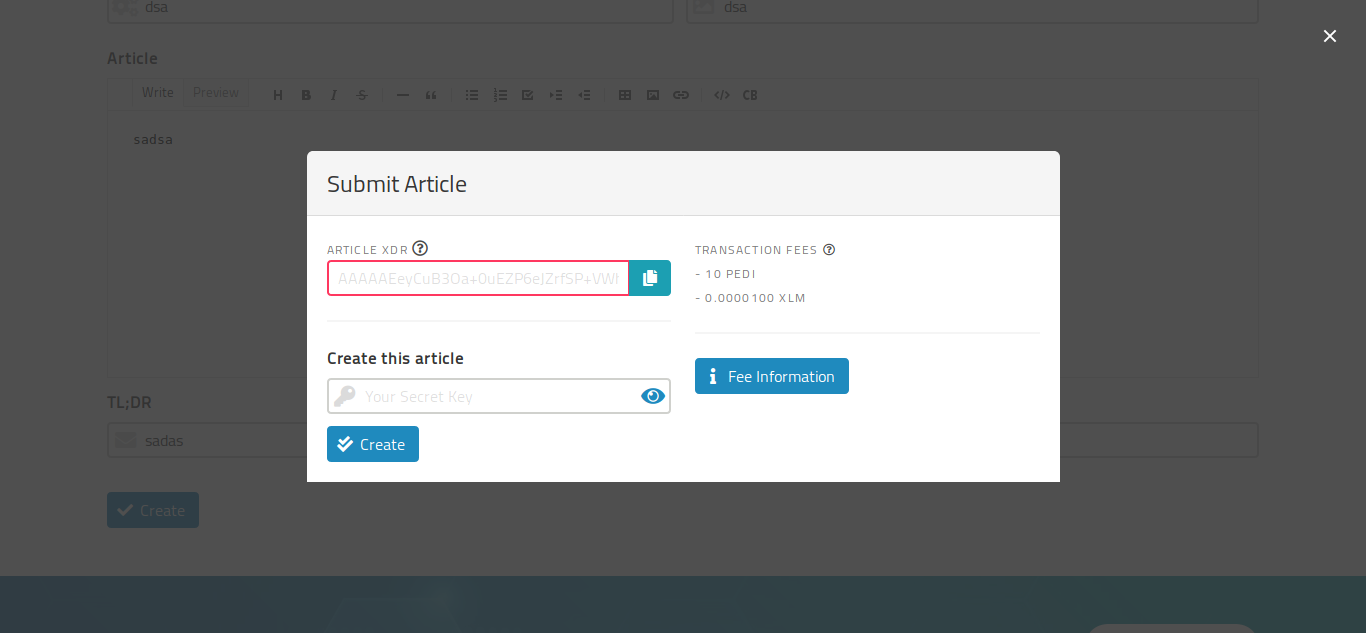 dsa
dsa
Article
Write
Preview
H B I S
CB
sadsa
Submit Article
ARTICLE XDR
TRANSACTION FEES
AAAAAEeyCuB3Oa+0uEZP6eJZrfSP+VW
- 10 PEDI
- 0.0000100 XLM
Create this article
Your Secret Key
Fee Information
Create
TL;DR
sadas
Create